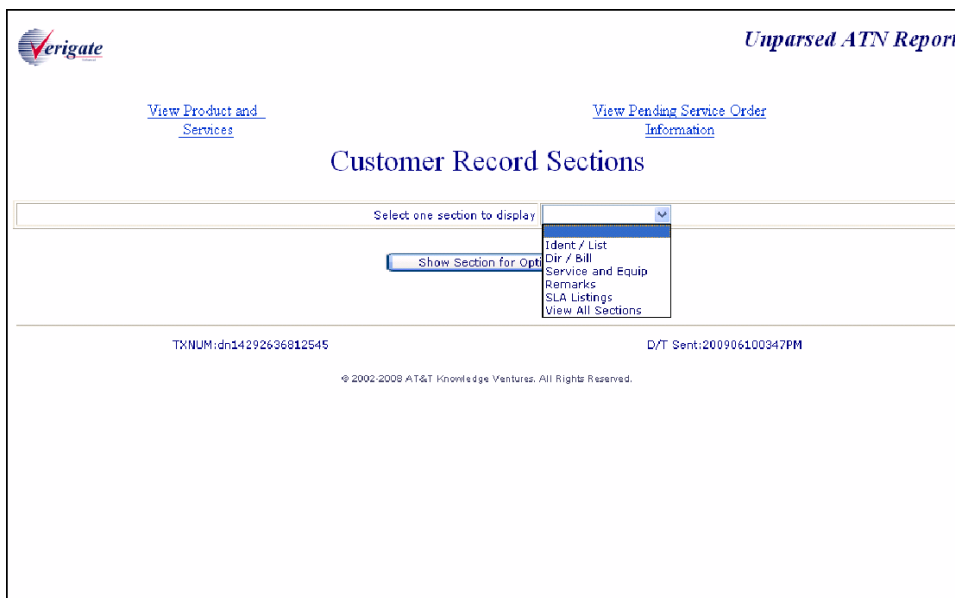 Verigate
Unparsed ATN Report
View Product and
Services
View Pending Service Order
Information
Customer Record Sections
Select one section to display
Ident / List
Show Section for Opti
Dir / Bill
Service and Equip
Remarks
SLA Listings
View All Sections
TXNUM:dn14292636812545
D/T Sent:200906100347PM
© 2002-2008 AT&T Knowledge Ventures. All Rights Reserved.